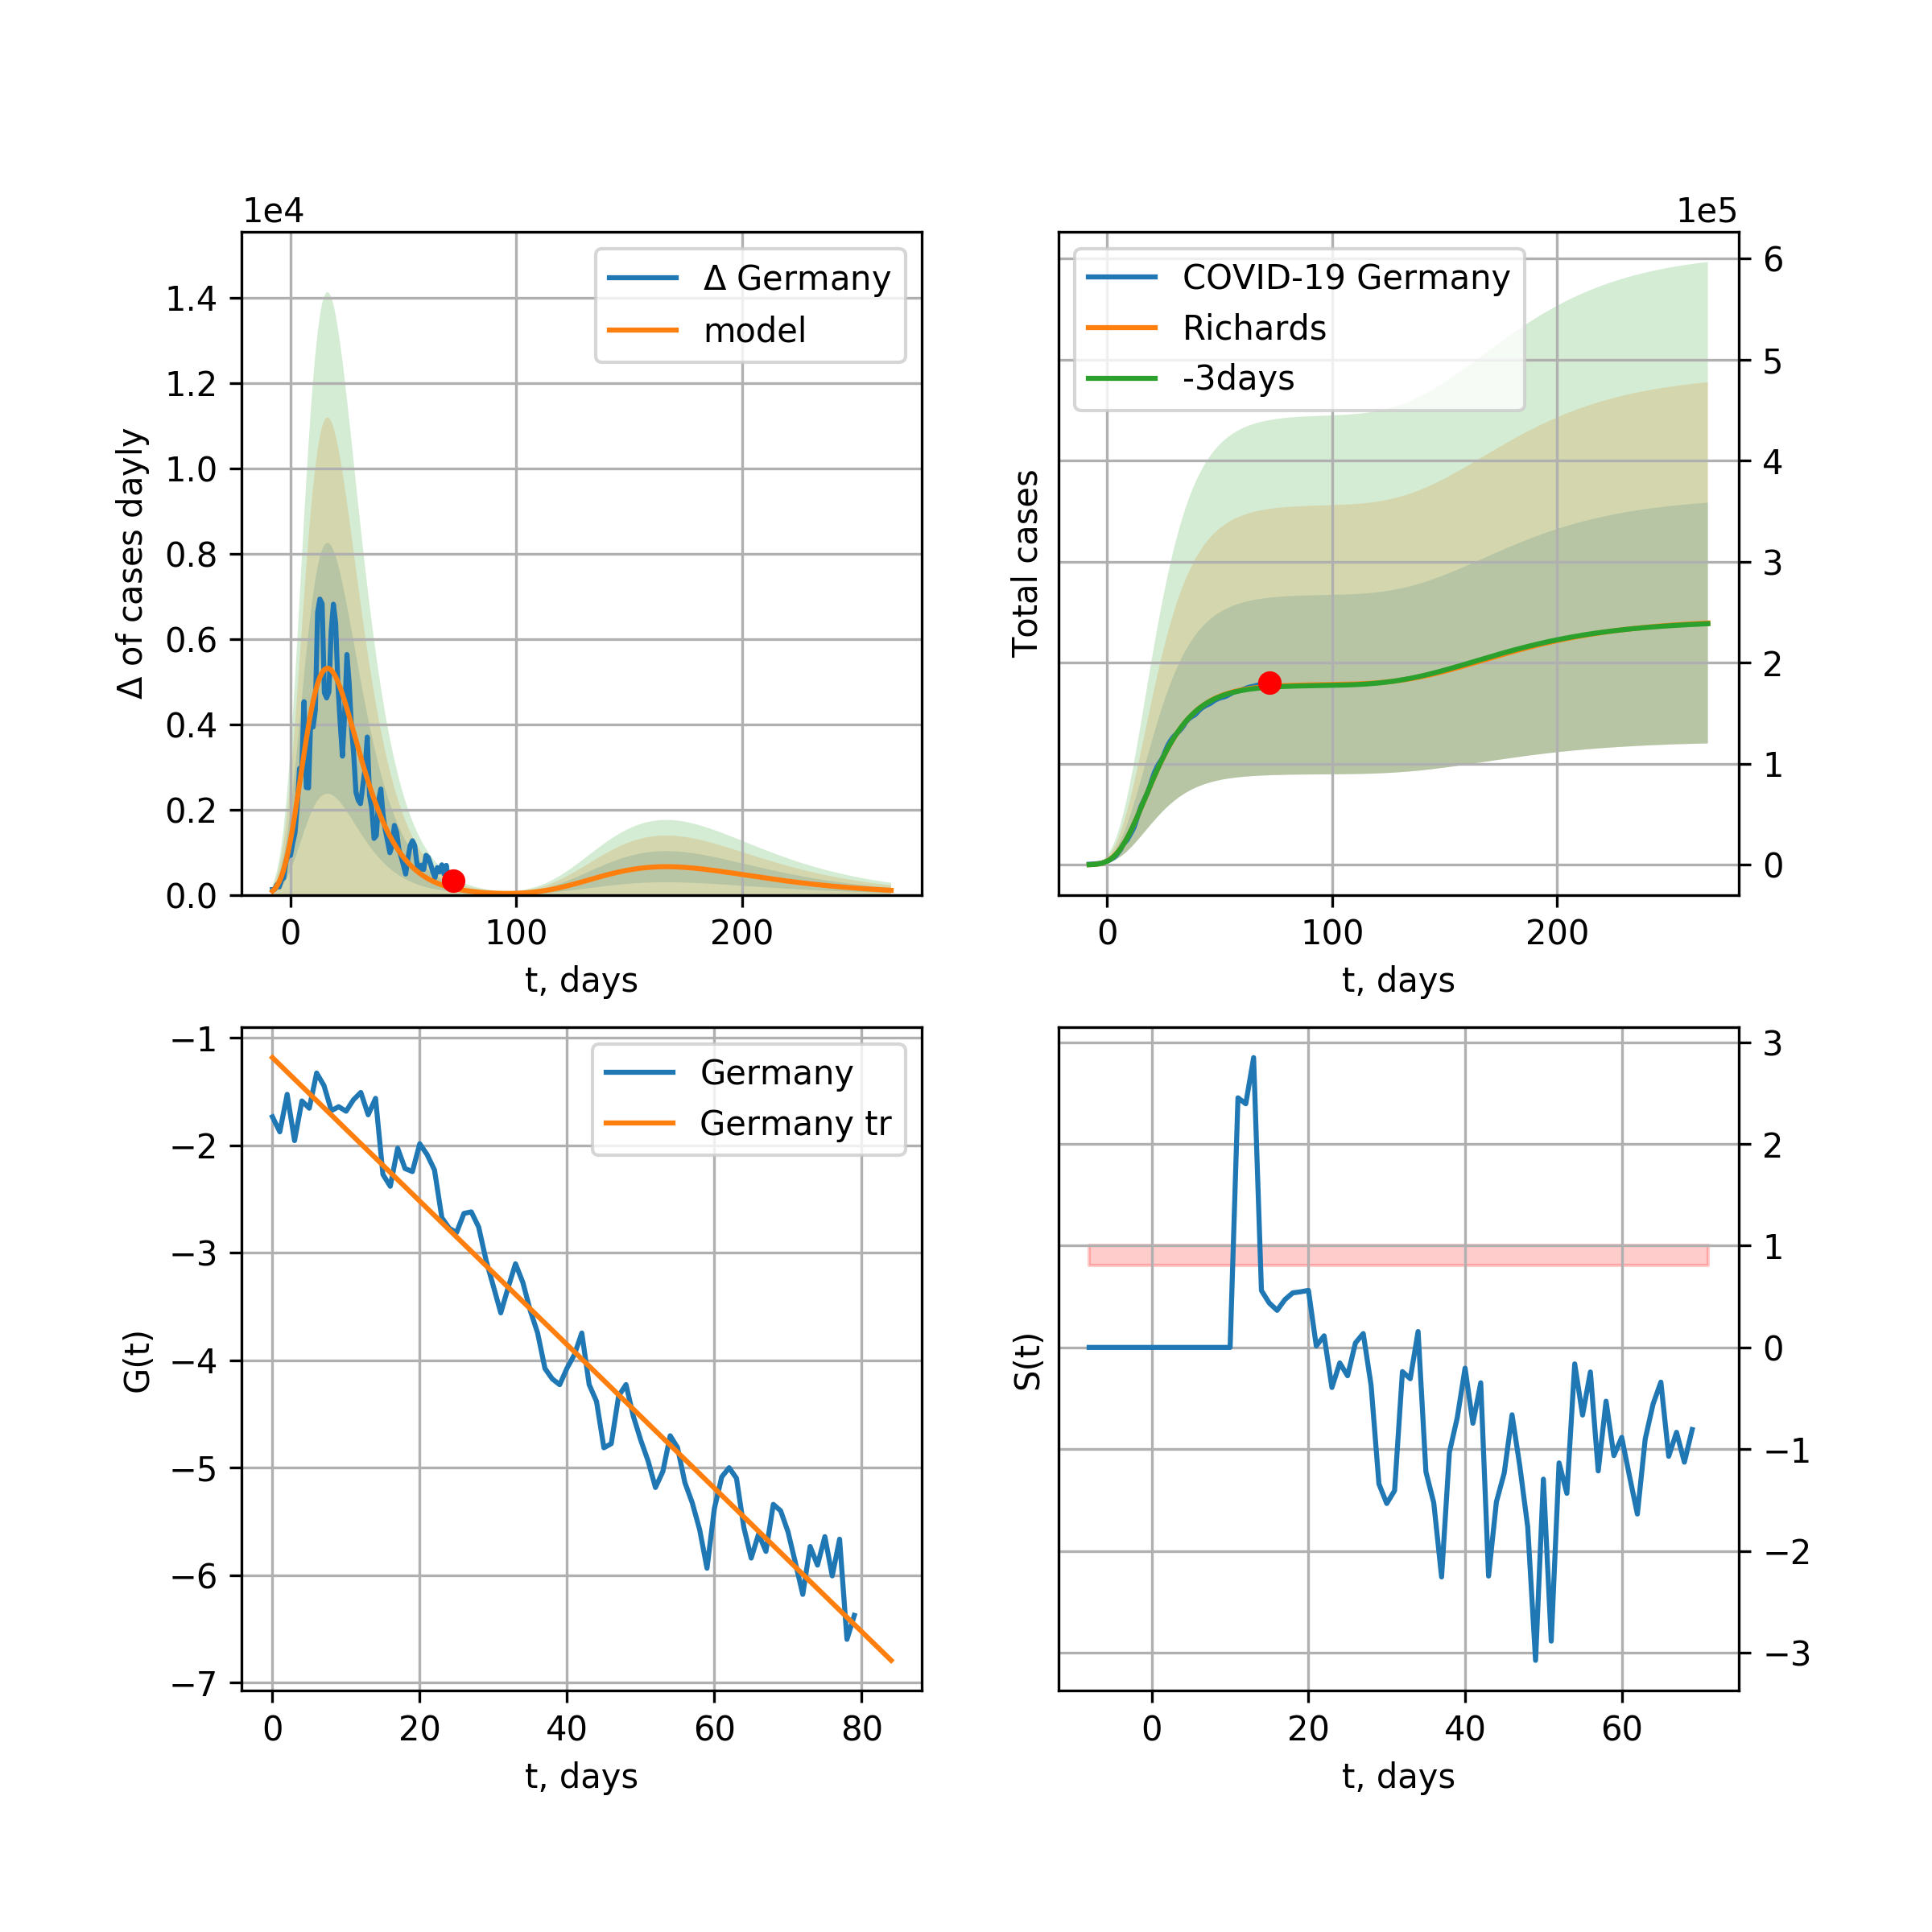 1e4
Δ Germany
model
1.4
1.2
1.0
0.8
0.6
0.4
0.2
0.0
Δ of cases dayly
0 100 200
t, days
1e5
COVID-19 Germany
Richards
-3days
6
5
4
3
2
1
0
Total cases
0 100 200
t, days
Germany
Germany tr
−1
−2
−3
−4
−5
−6
−7
G(t)
0 20 40 60 80
t, days
3
2
1
0
−1
−2
−3
S(t)
0 20 40 60
t, days